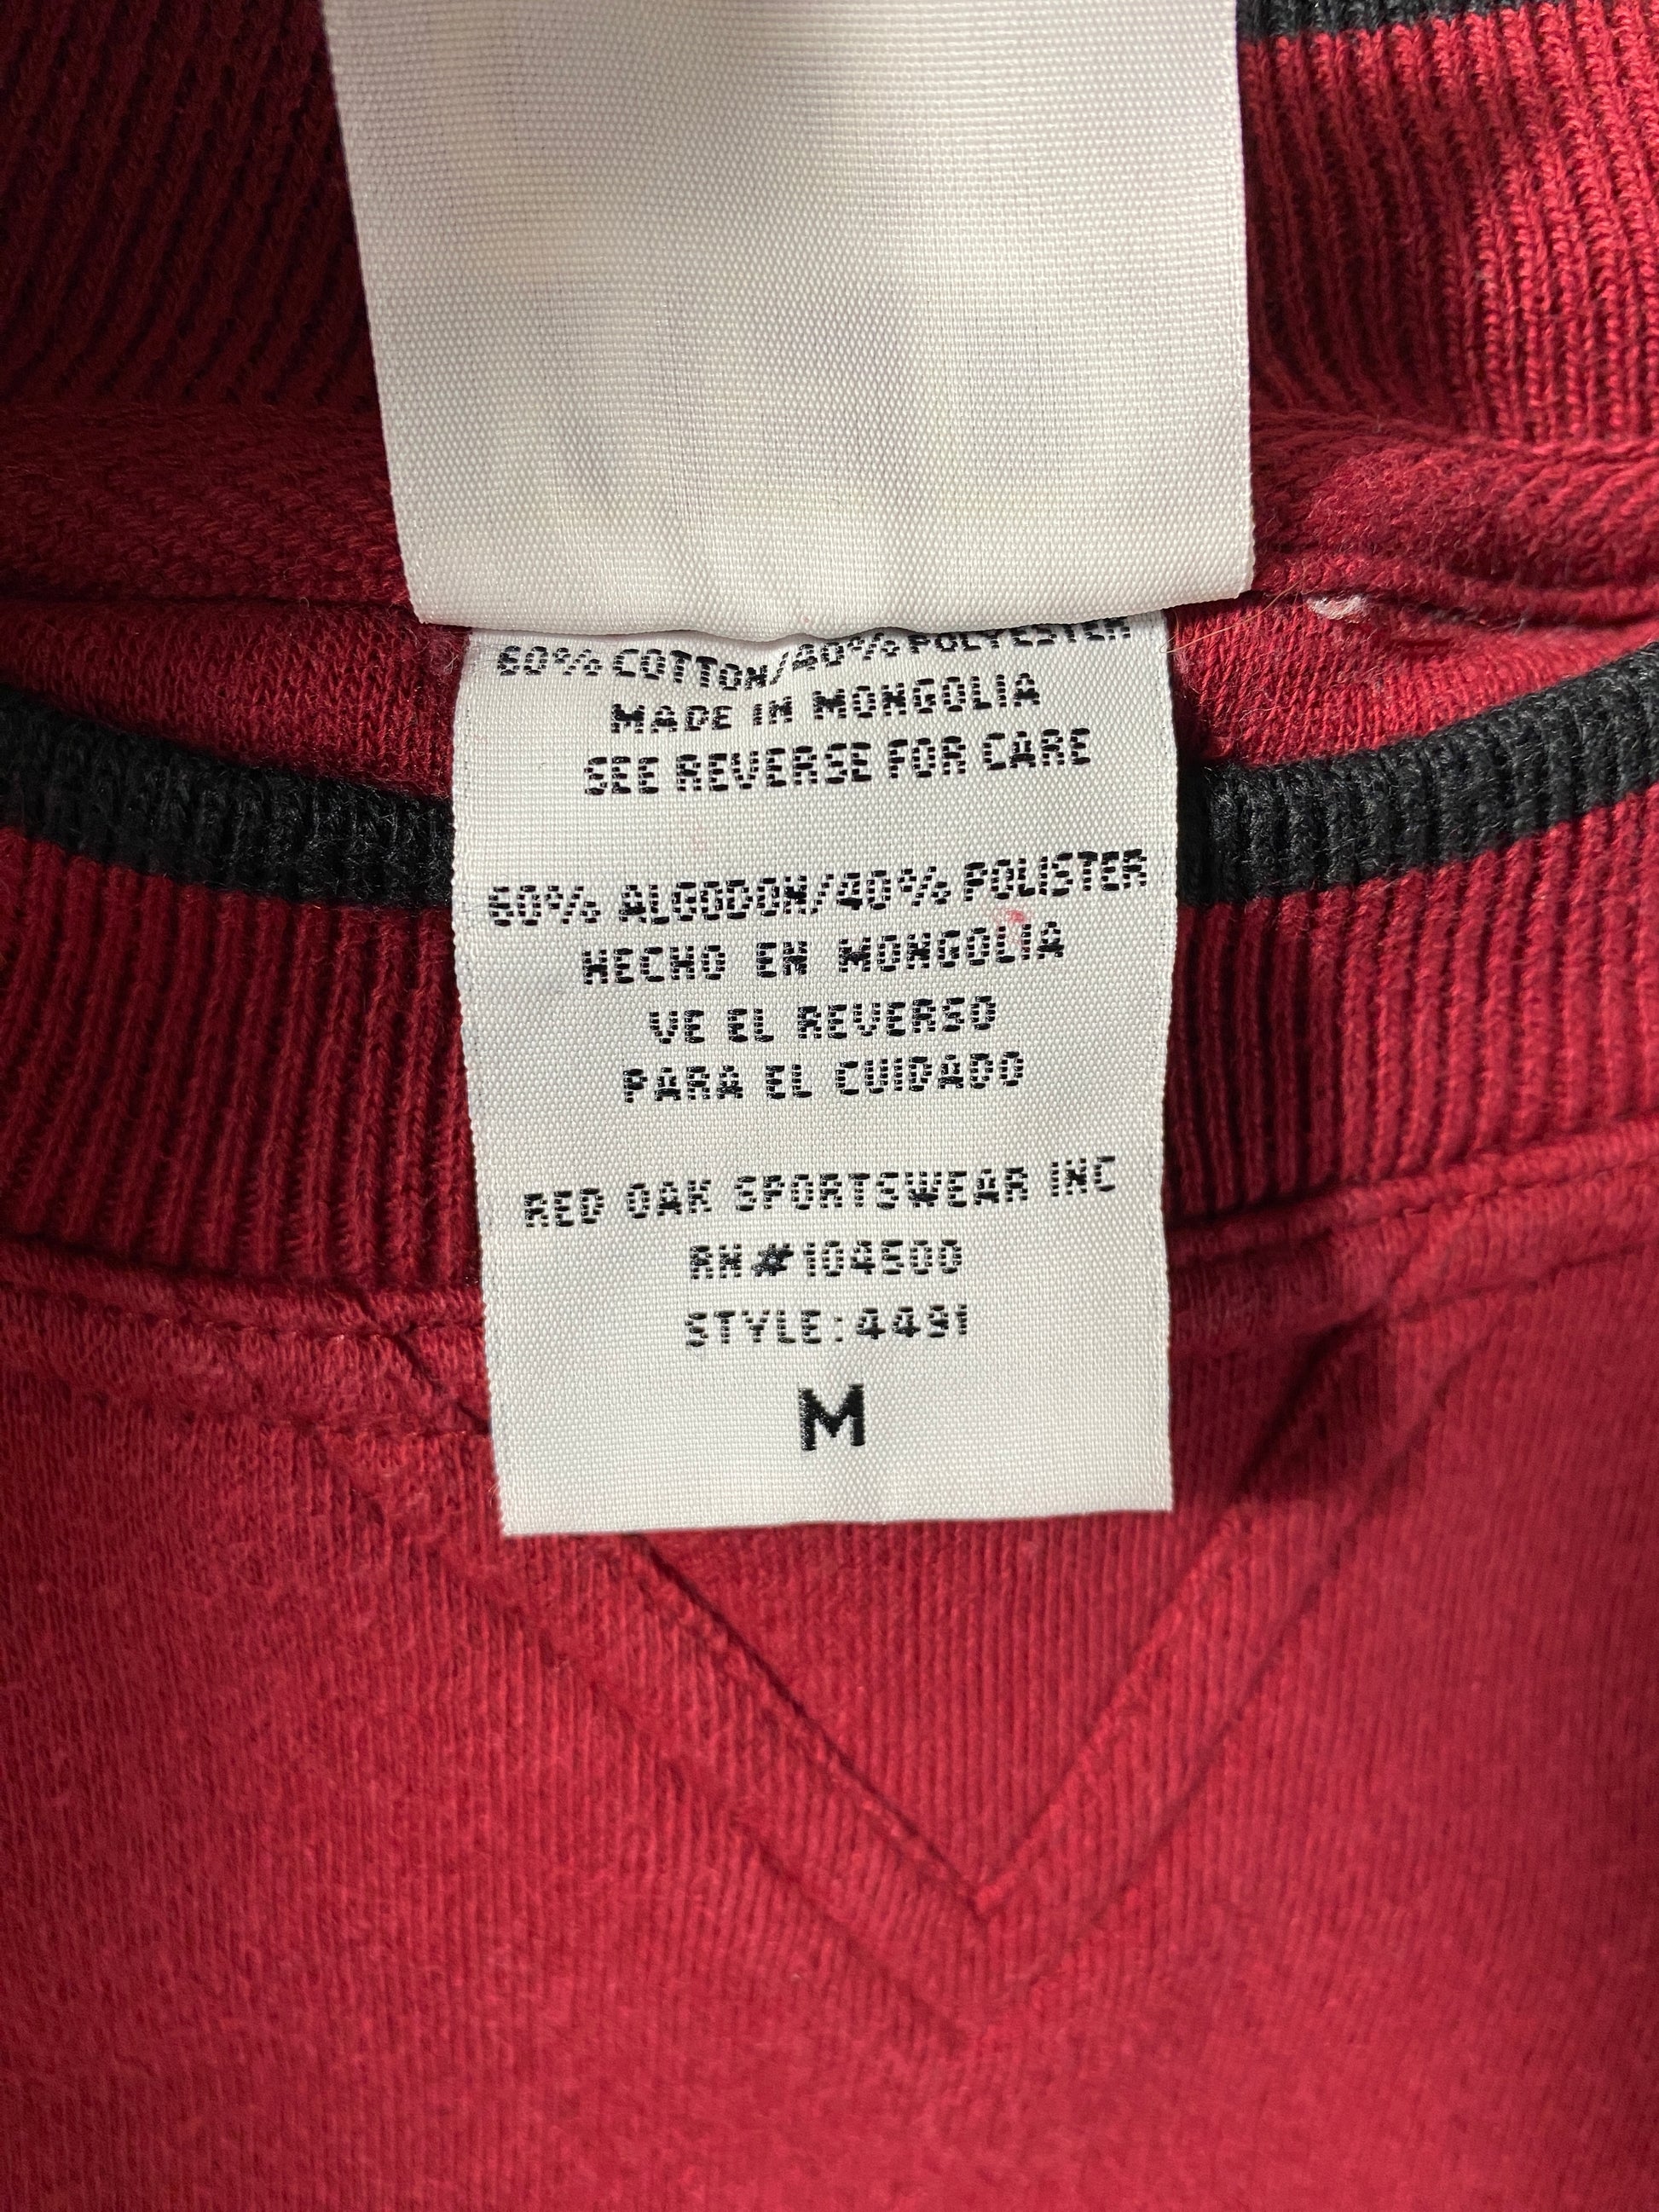 60% COTTON/40% POLYESTER
MADE IN MONGOLIA
SEE REVERSE FOR CARE
60% ALGODON/40% POLISTER
HECHO EN MONGOLIA
VE EL REVERSO
PARA EL CUIDADO
RED OAK SPORTSWEAR INC
RN#104500
STYLE:4491
M